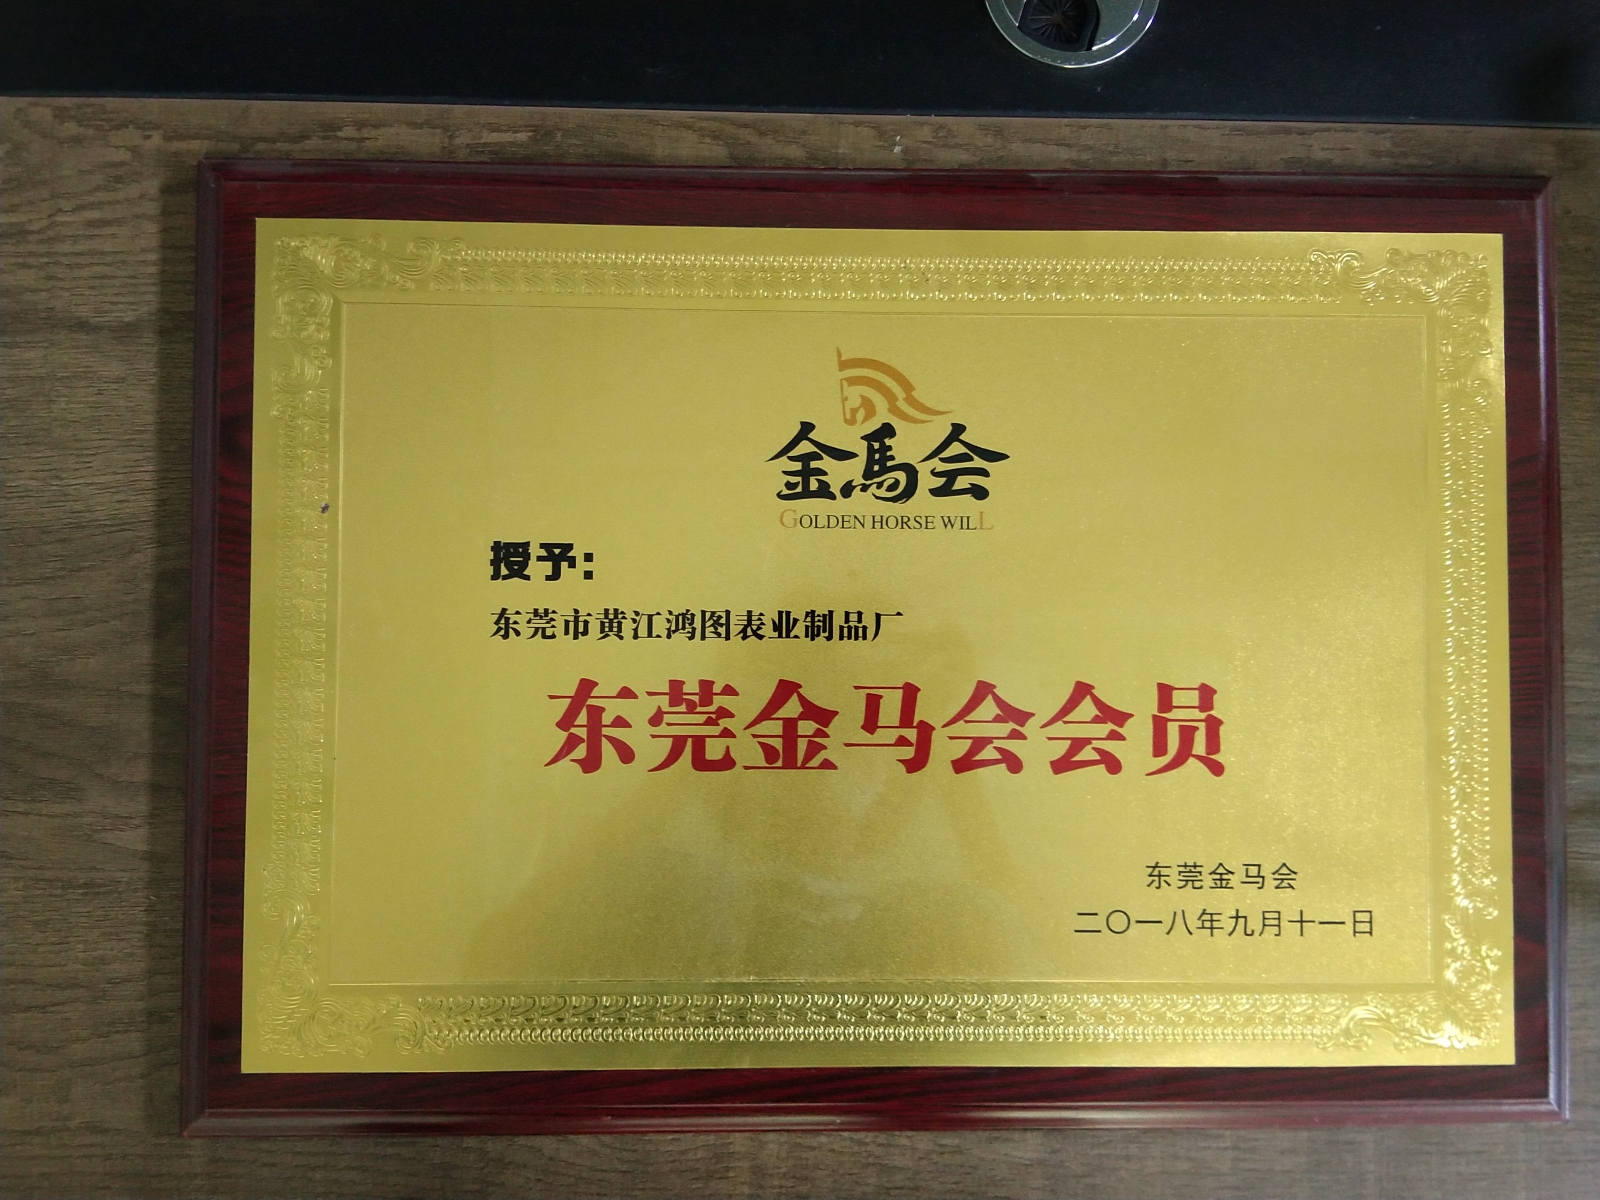 金馬会
GOLDEN HORSE WILL
授予:
东莞市黄江鸿图表业制品厂
东莞金马会会员
东莞金马会
二〇一八年九月十一日